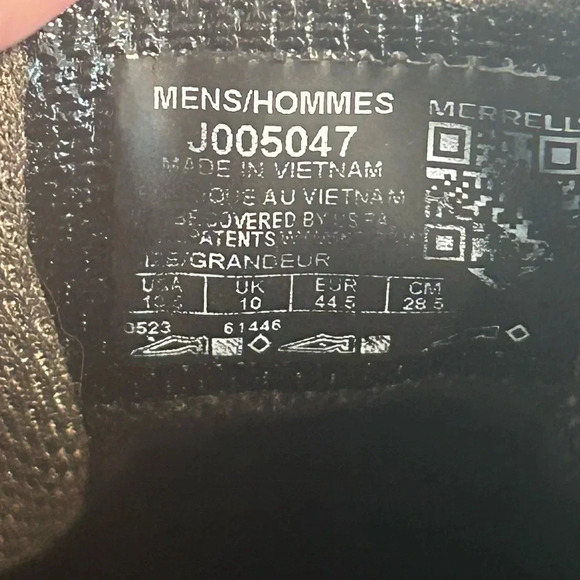 MENS/HOMMES
MERRELL
J005047
MADE IN VIETNAM
AU VIETNAM
COVERED BY US
PATENTS
/GRANDEUR
USA UK EUR CM
10 44.5 28.5
0523 61446